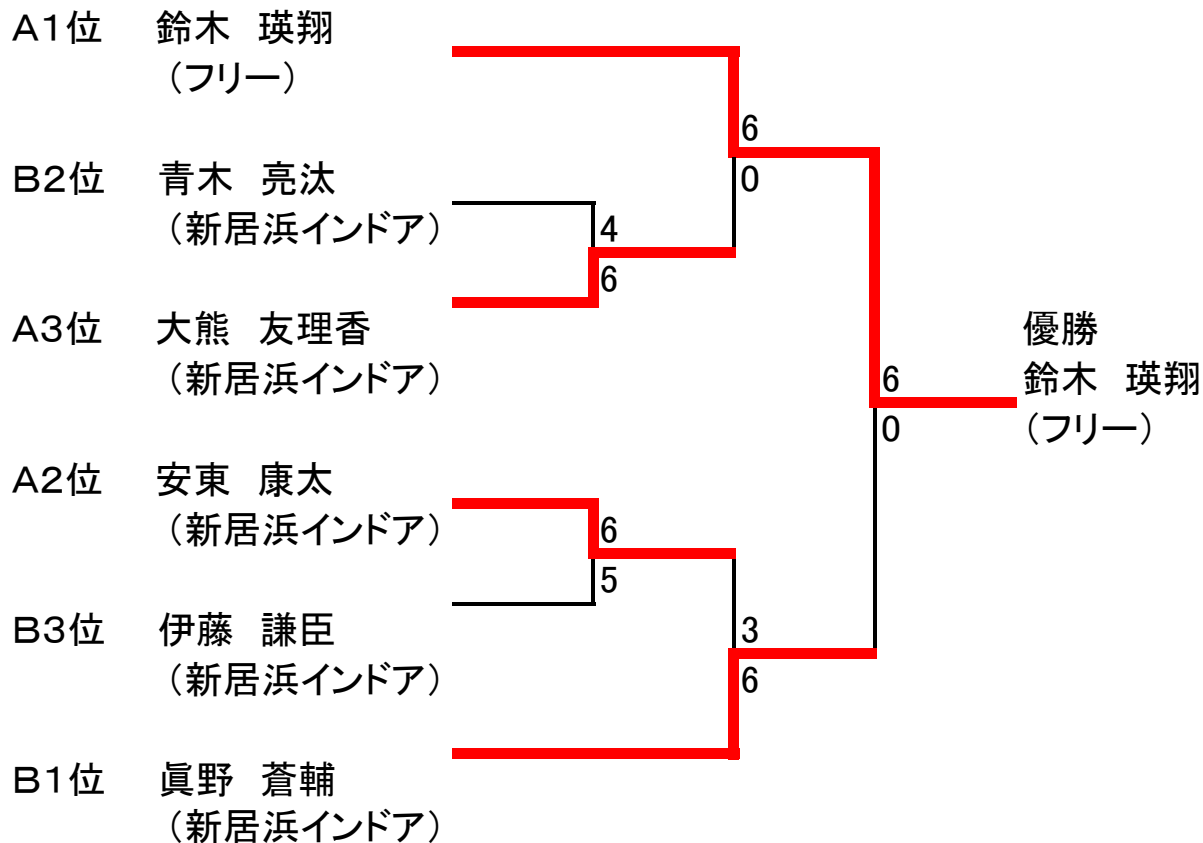 A1位 鈴木 瑛翔
（フリー）
6
B2位 青木 亮汰
0
（新居浜インドア）
4
6
A3位 大熊 友理香
（新居浜インドア）
優勝
6
鈴木 瑛翔
0
（フリー）
A2位 安東 康太
（新居浜インドア）
6
5
B3位 伊藤 謙臣
3
（新居浜インドア）
6
B1位 眞野 蒼輔
（新居浜インドア）